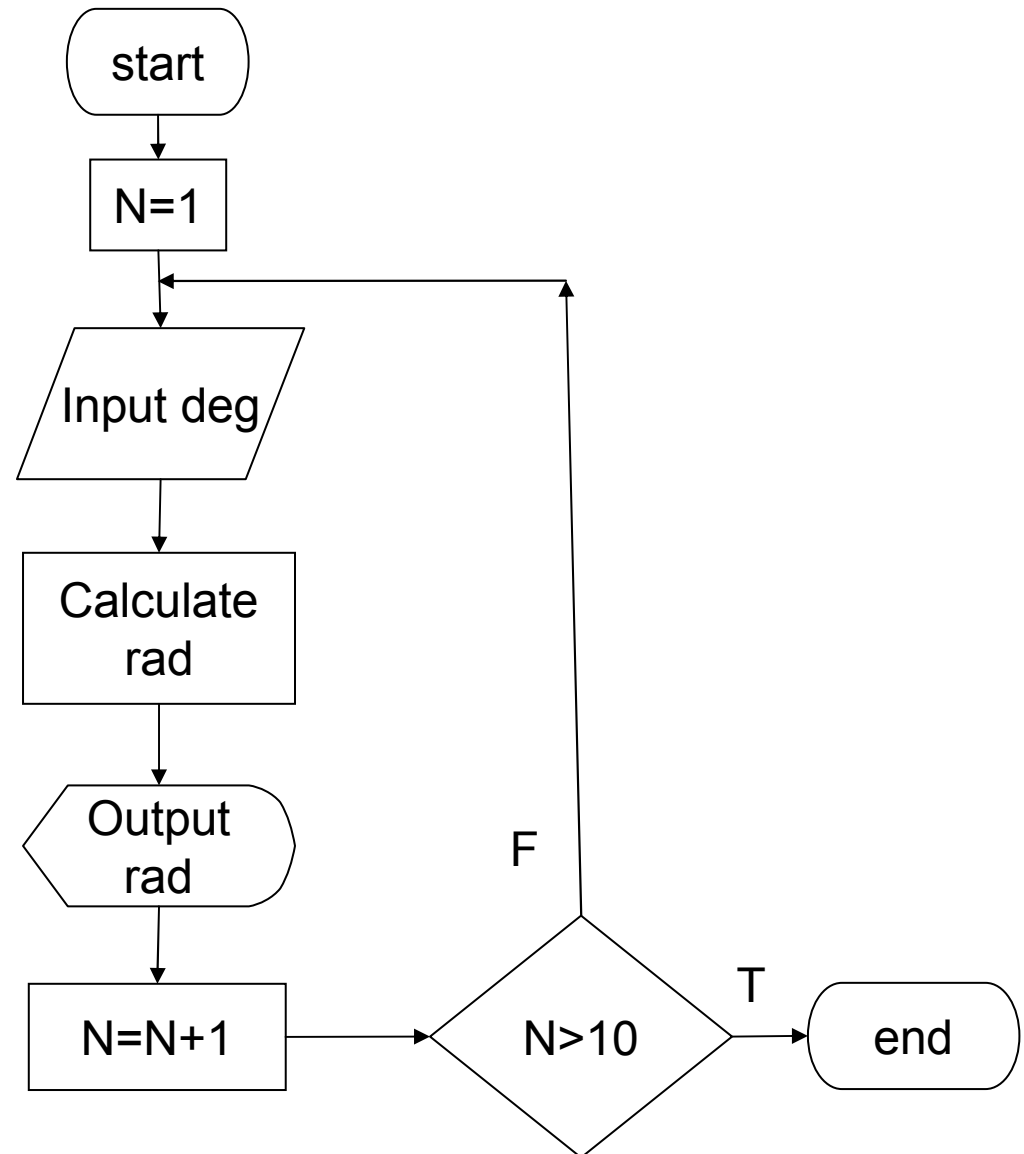 start
N=1
Input deg
Calculate
rad
Output
rad
N=N+1
F
N>10
T
end